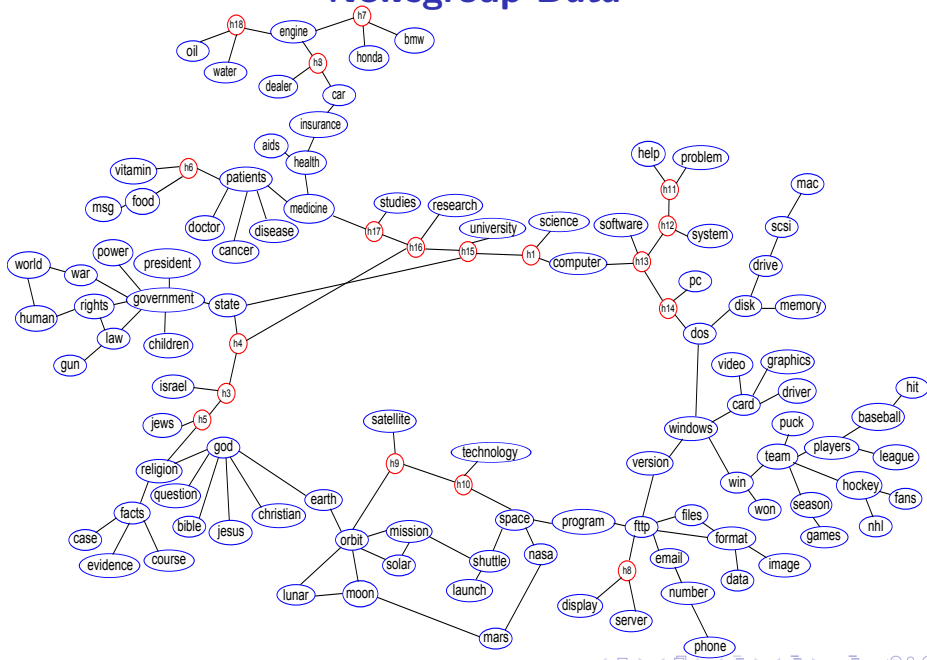 Newsgroup Data
h18
engine
h7
oil
bmw
honda
water
h3
dealer
car
insurance
aids
health
vitamin
h6
patients
msg
food
medicine
doctor
disease
cancer
studies
h17
research
h16
university
h15
science
h1
computer
software
h13
help
problem
h11
h12
system
pc
h14
dos
mac
scsi
drive
disk
memory
world
power
president
war
government
state
rights
human
law
children
gun
h4
israel
h3
jews
h5
god
religion
question
bible
jesus
christian
facts
case
evidence
course
earth
satellite
h9
technology
h10
space
program
orbit
mission
solar
shuttle
nasa
launch
lunar
moon
mars
video
graphics
card
driver
windows
version
win
won
puck
team
players
baseball
hit
league
season
games
hockey
fans
nhl
fttp
files
format
email
image
data
h8
display
server
number
phone